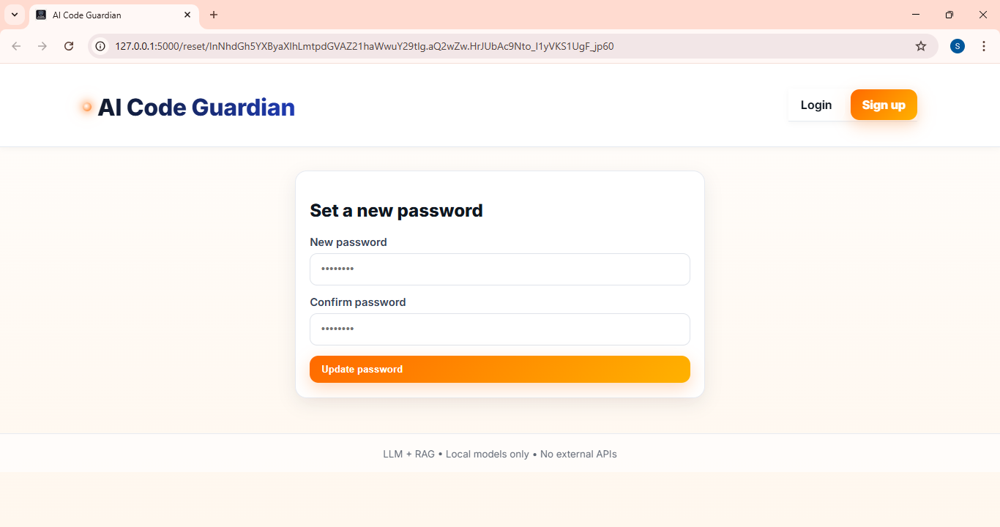 AI Code Guardian
127.0.0.1:5000/reset/InNhdGh5YXByaXlhLmtpdGVAZ21haWwuY29tIg.aQ2wZw.HrJUbAc9Nto_I1yVKS1UgF_jp60
S
AI Code Guardian
Login
Sign up
Set a new password
New password
••••••••
Confirm password
••••••••
Update password
LLM + RAG • Local models only • No external APIs